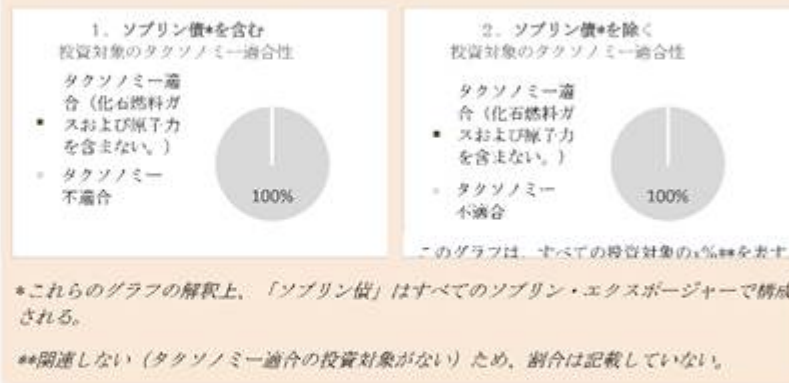 1. ソブリン債*を含む
投資対象のタクソノミー適合性
タクソノミー適
合（化石燃料ガ
スおよび原子力
を含まない。）
タクソノミー
不適合
100%
2. ソブリン債*を除く
投資対象のタクソノミー適合性
タクソノミー適
合（化石燃料ガ
スおよび原子力
を含まない。）
タクソノミー
不適合
100%
このグラフは、すべての投資対象のx%**を表す
*これらのグラフの解釈上、「ソブリン債」はすべてのソブリン・エクスポージャーで構成
される。
**関連しない（タクソノミー適合の投資対象がない）ため、割合は記載していない。